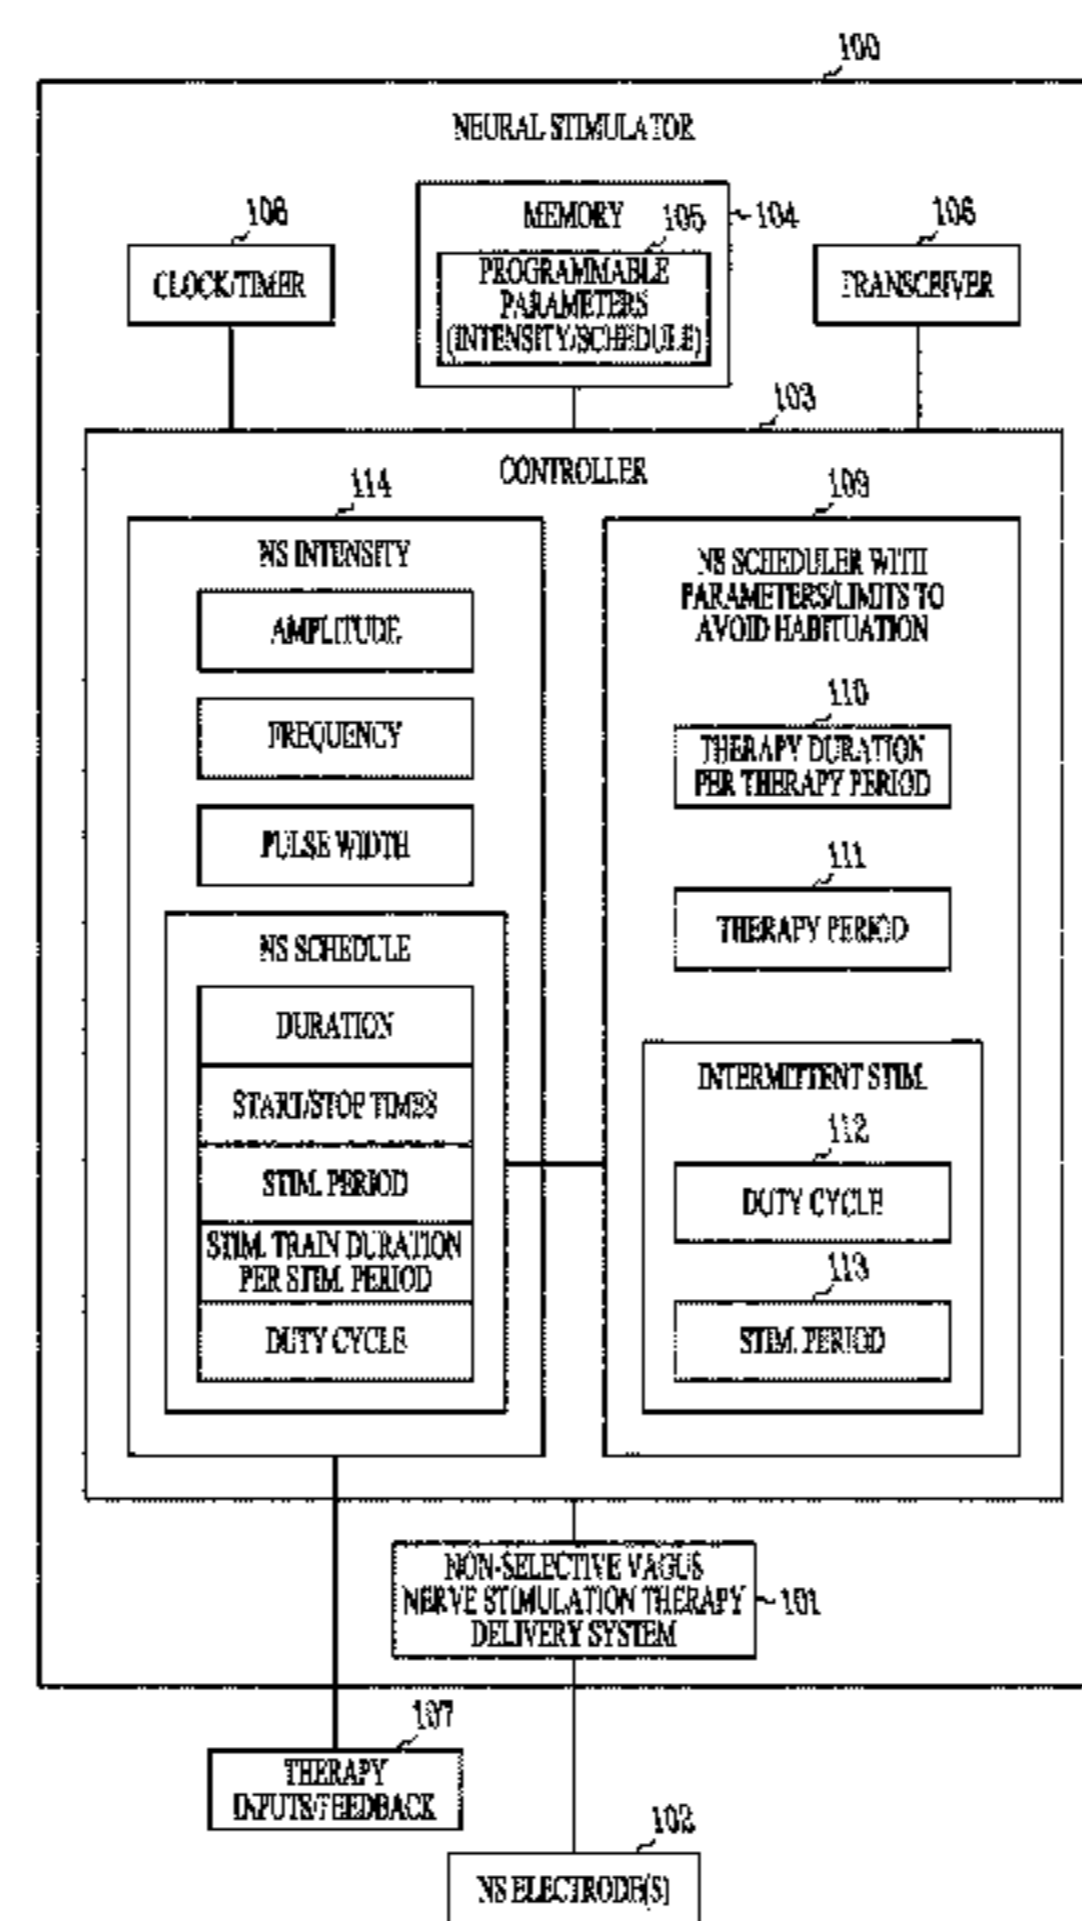 100
NEURAL STIMULATOR
108
CLOCK/TIMER
MEMORY
104
105
PROGRAMMABLE
PARAMETERS
(INTENSITY/SCHEDULE)
106
TRANSCEIVER
103
CONTROLLER
114
NS INTENSITY
AMPLITUDE
FREQUENCY
PULSE WIDTH
NS SCHEDULE
DURATION
START/STOP TIMES
STIM. PERIOD
STIM. TRAIN DURATION
PER STIM. PERIOD
DUTY CYCLE
109
NS SCHEDULER WITH
PARAMETERS/LIMITS TO
AVOID HABITUATION
110
THERAPY DURATION
PER THERAPY PERIOD
111
THERAPY PERIOD
INTERMITTENT STIM.
112
DUTY CYCLE
113
STIM. PERIOD
NON-SELECTIVE VAGUS
NERVE STIMULATION THERAPY
DELIVERY SYSTEM
101
107
THERAPY
INPUTS/FEEDBACK
102
NS ELECTRODE(S)